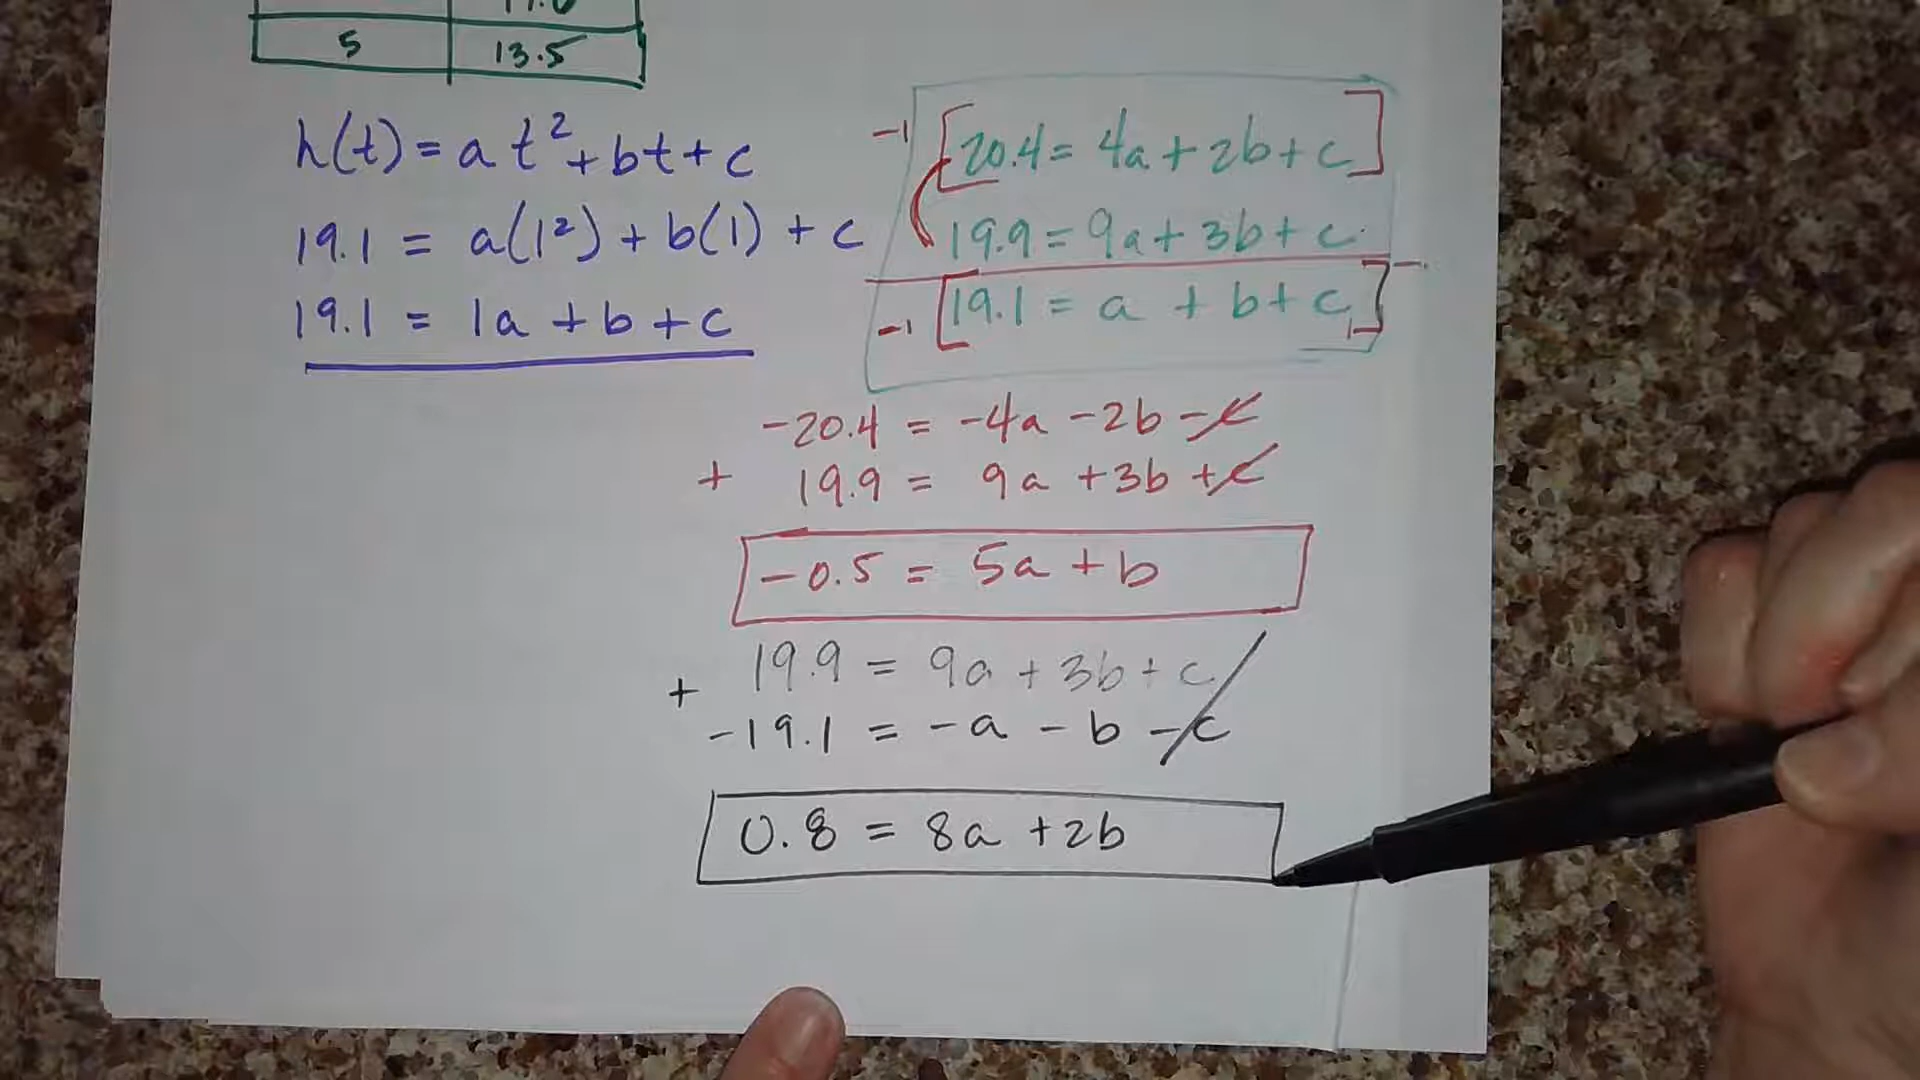 5 13.5
h(t) = at² + bt + c
19.1 = a(1²) + b(1) + c
19.1 = 1a + b + c
-1 [20.4 = 4a + 2b + c]
19.9 = 9a + 3b + c
-1 [19.1 = a + b + c]
-20.4 = -4a - 2b - c
+ 19.9 = 9a + 3b + c
-0.5 = 5a + b
+ 19.9 = 9a + 3b + c
-19.1 = -a - b - c
0.8 = 8a + 2b